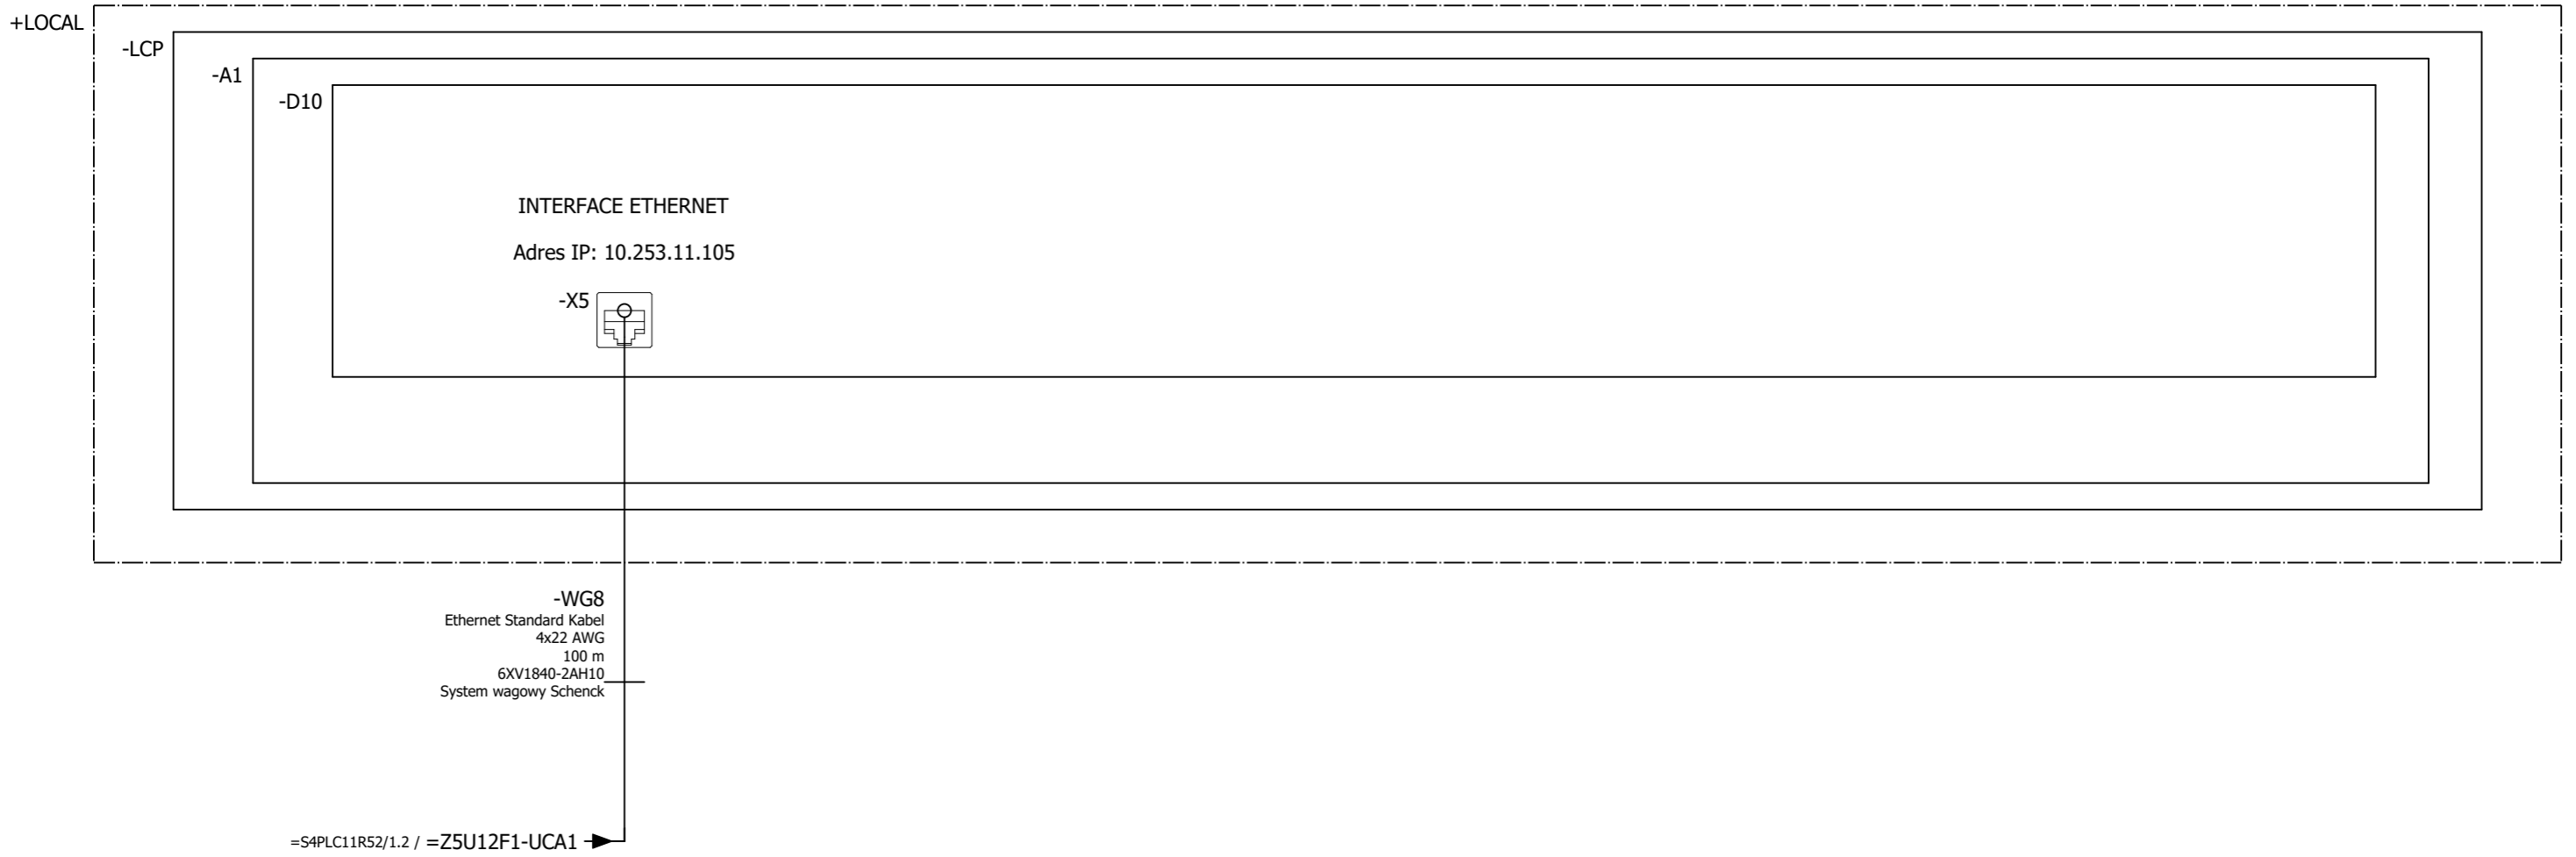 +LOCAL
-LCP
-A1
-D10
INTERFACE ETHERNET
Adres IP: 10.253.11.105
-X5
-WG8
Ethernet Standard Kabel
4x22 AWG
100 m
6XV1840-2AH10
System wagowy Schenck
=S4PLC11R52/1.2 / =Z5U12F1-UCA1